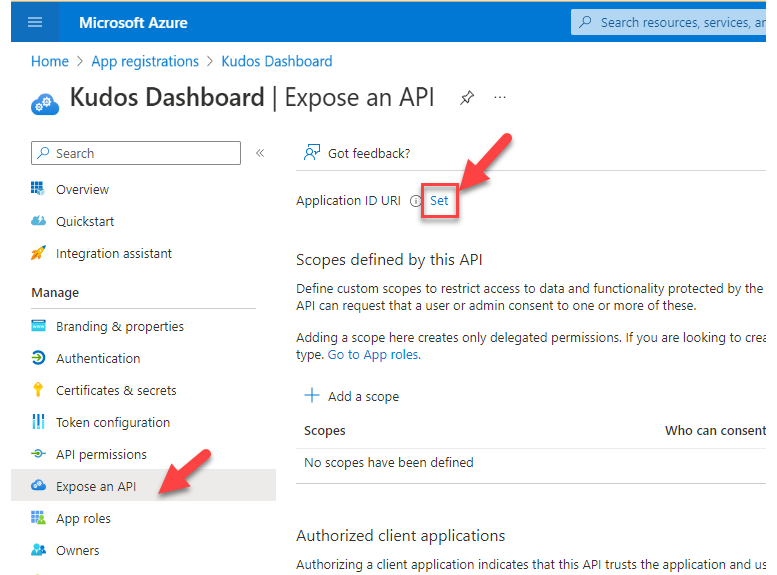 Microsoft Azure
Search resources, services, ar
Home > App registrations > Kudos Dashboard
Kudos Dashboard | Expose an API
Search
Got feedback?
Overview
Quickstart
Integration assistant
Manage
Branding & properties
Authentication
Certificates & secrets
Token configuration
API permissions
Expose an API
App roles
Owners
Application ID URI Set
Scopes defined by this API
Define custom scopes to restrict access to data and functionality protected by the
API can request that a user or admin consent to one or more of these.
Adding a scope here creates only delegated permissions. If you are looking to crea
type. Go to App roles.
Add a scope
Scopes Who can consent
No scopes have been defined
Authorized client applications
Authorizing a client application indicates that this API trusts the application and us